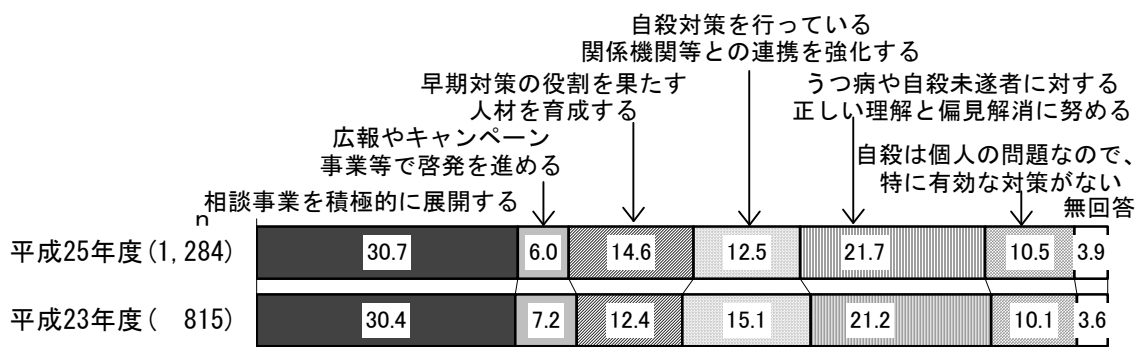 自殺対策を行っている
関係機関等との連携を強化する
早期対策の役割を果たす
人材を育成する
うつ病や自殺未遂者に対する
正しい理解と偏見解消に努める
広報やキャンペーン
事業等で啓発を進める
自殺は個人の問題なので、
特に有効な対策がない
相談事業を積極的に展開する
無回答
n
平成25年度(1,284) 30.7 6.0 14.6 12.5 21.7 10.5 3.9
平成23年度( 815) 30.4 7.2 12.4 15.1 21.2 10.1 3.6